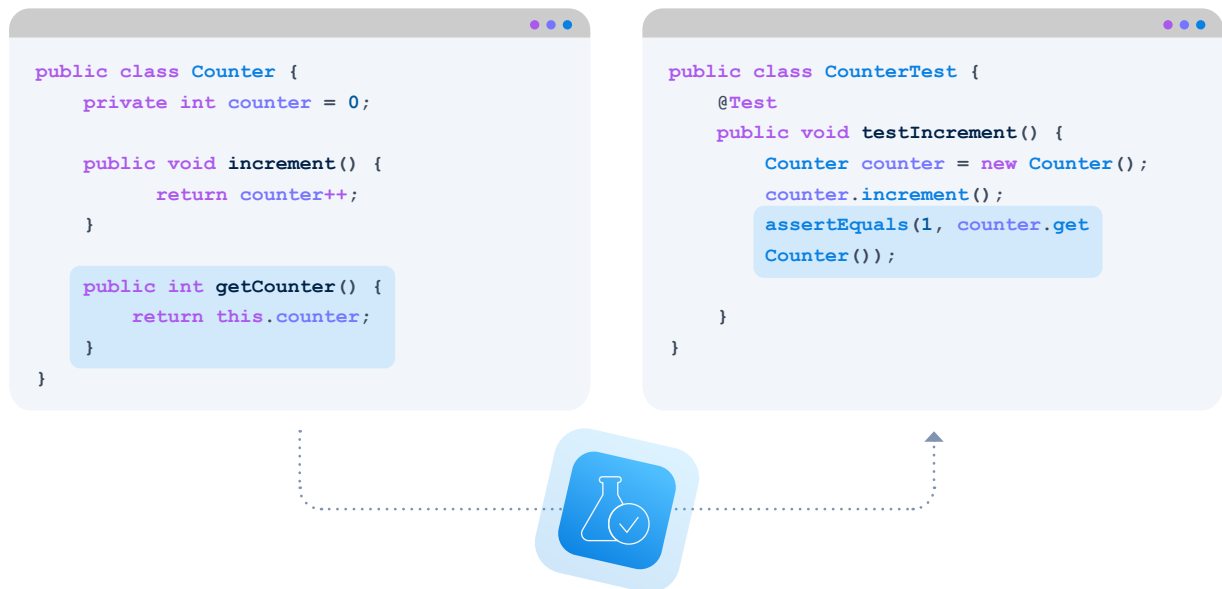 public class Counter {
    private int counter = 0;

    public void increment() {
          return counter++;
    }

    public int getCounter() {
        return this.counter;
    }
}
public class CounterTest {
    @Test
    public void testIncrement() {
        Counter counter = new Counter();
        counter.increment();
        assertEquals(1, counter.get
        Counter());

    }
}